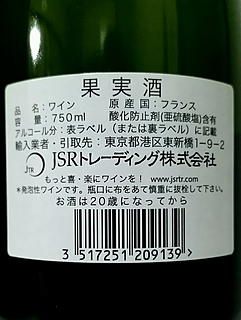 果実酒
品名：ワイン 原産国：フランス
容量：750ml 酸化防止剤(亜硫酸塩)含有
アルコール分：表ラベル（または裏ラベル）に記載
輸入業者・引取先：東京都港区東新橋1-9-2
JTR JSRトレーディング株式会社
もっと喜・楽にワインを！ www.jsrtr.com
*発泡性ワインです。瓶口に布をあて慎重に抜栓して下さい。
お酒は20歳になってから
3 517251 209139 >